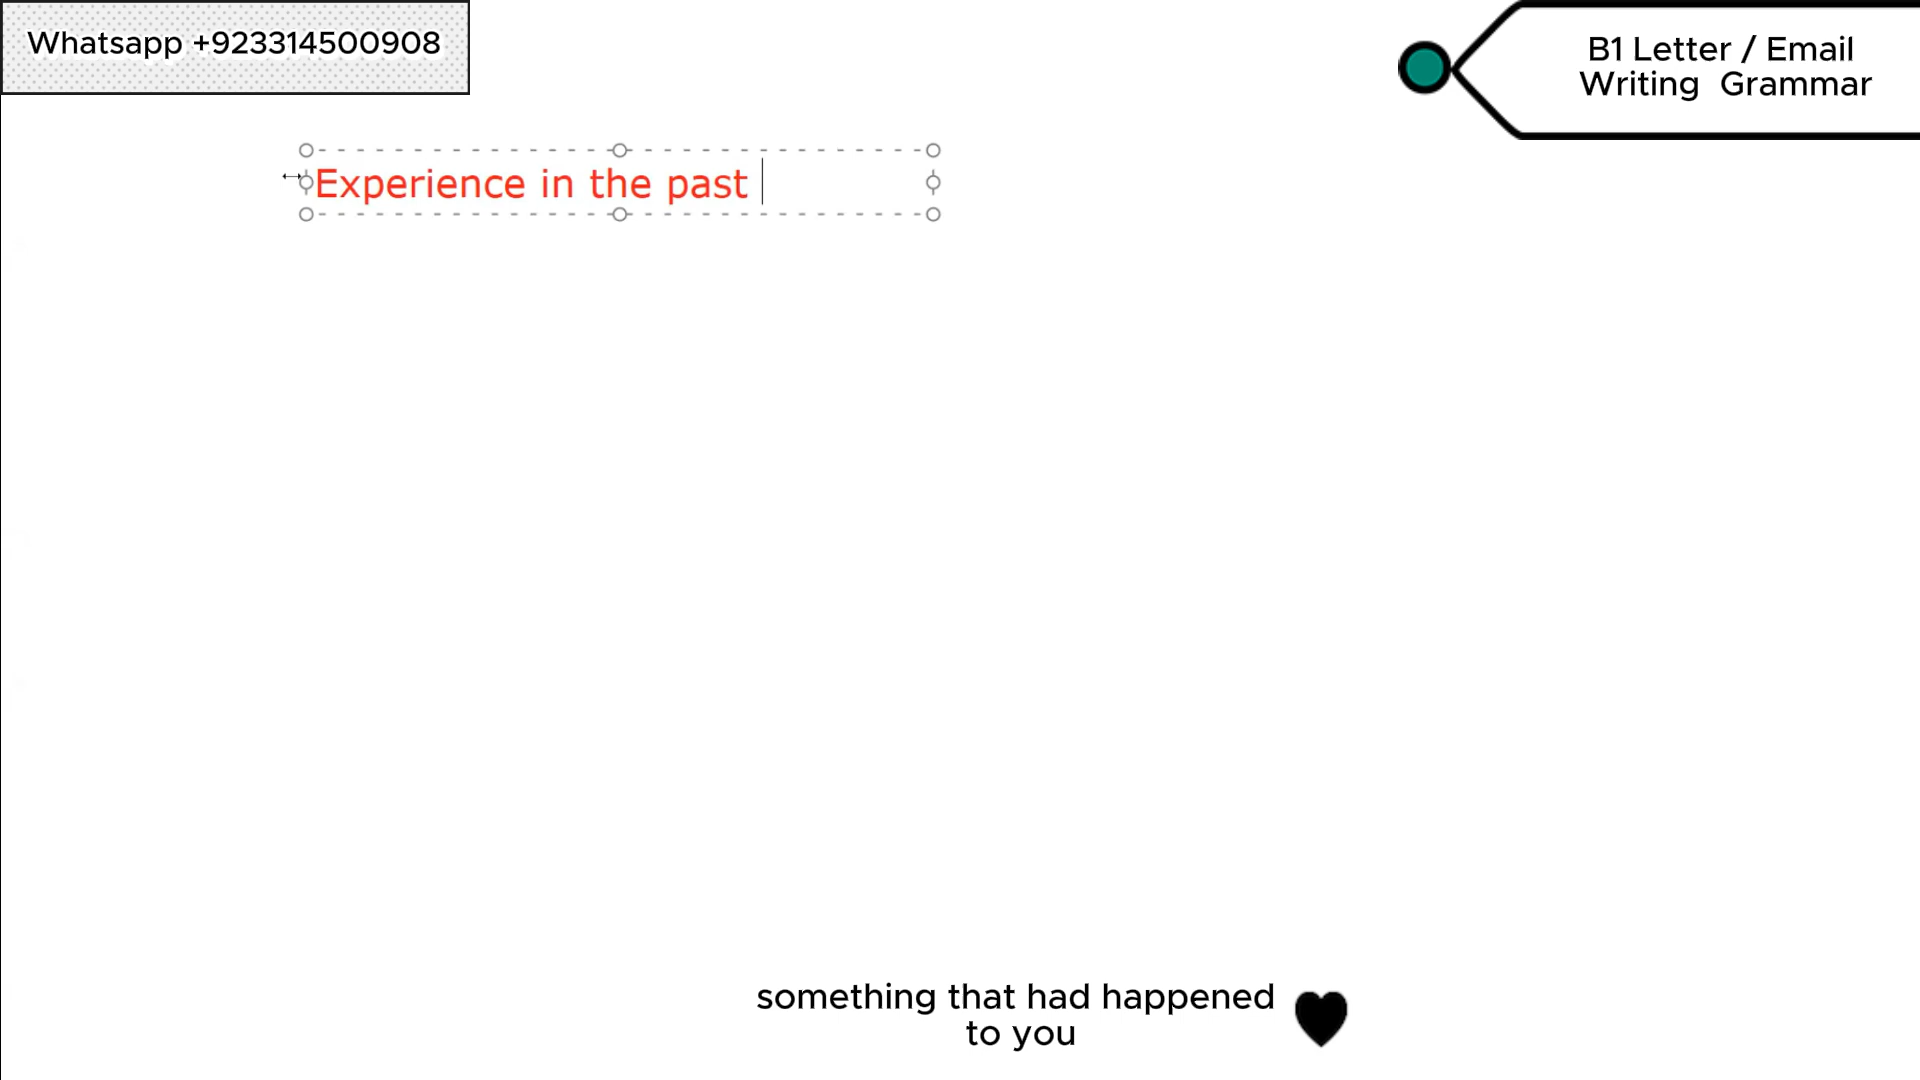 Whatsapp +923314500908
B1 Letter / Email
Writing Grammar
Experience in the past
something that had happened
to you